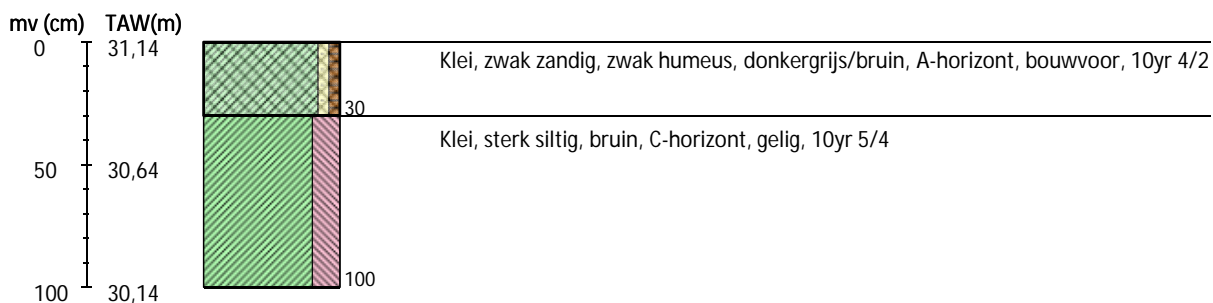 mv (cm) TAW(m)
0 31,14
Klei, zwak zandig, zwak humeus, donkergrijs/bruin, A-horizont, bouwvoor, 10yr 4/2
30
Klei, sterk siltig, bruin, C-horizont, gelig, 10yr 5/4
50 30,64
100
100 30,14